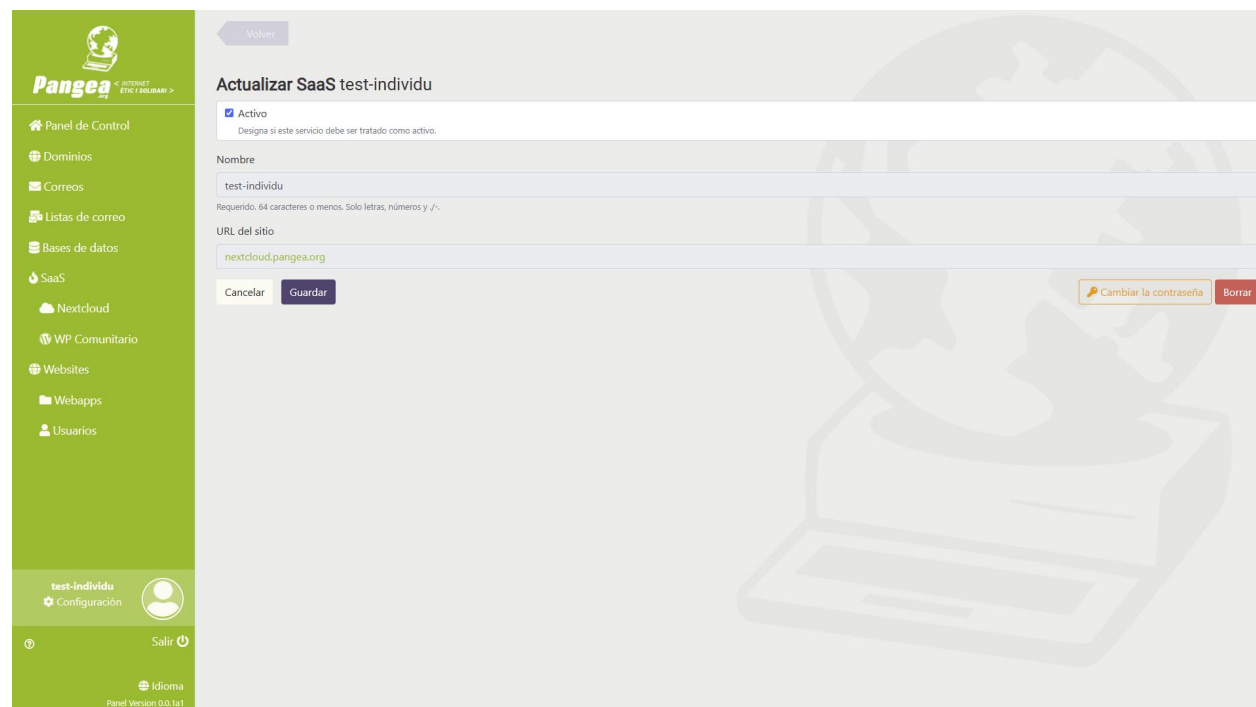 Pangea
.org
< INTERNET
ÈTIC I SOLIDARI >
Panel de Control
Dominios
Correos
Listas de correo
Bases de datos
SaaS
Nextcloud
WP Comunitario
Websites
Webapps
Usuarios
test-individu
Configuración
Salir
Idioma
Panel Version 0.0.1a1
Volver
Actualizar SaaS test-individu
Activo
Designa si este servicio debe ser tratado como activo.
Nombre
test-individu
Requerido. 64 caracteres o menos. Solo letras, números y ./-.
URL del sitio
nextcloud.pangea.org
Cancelar Guardar Cambiar la contraseña Borrar